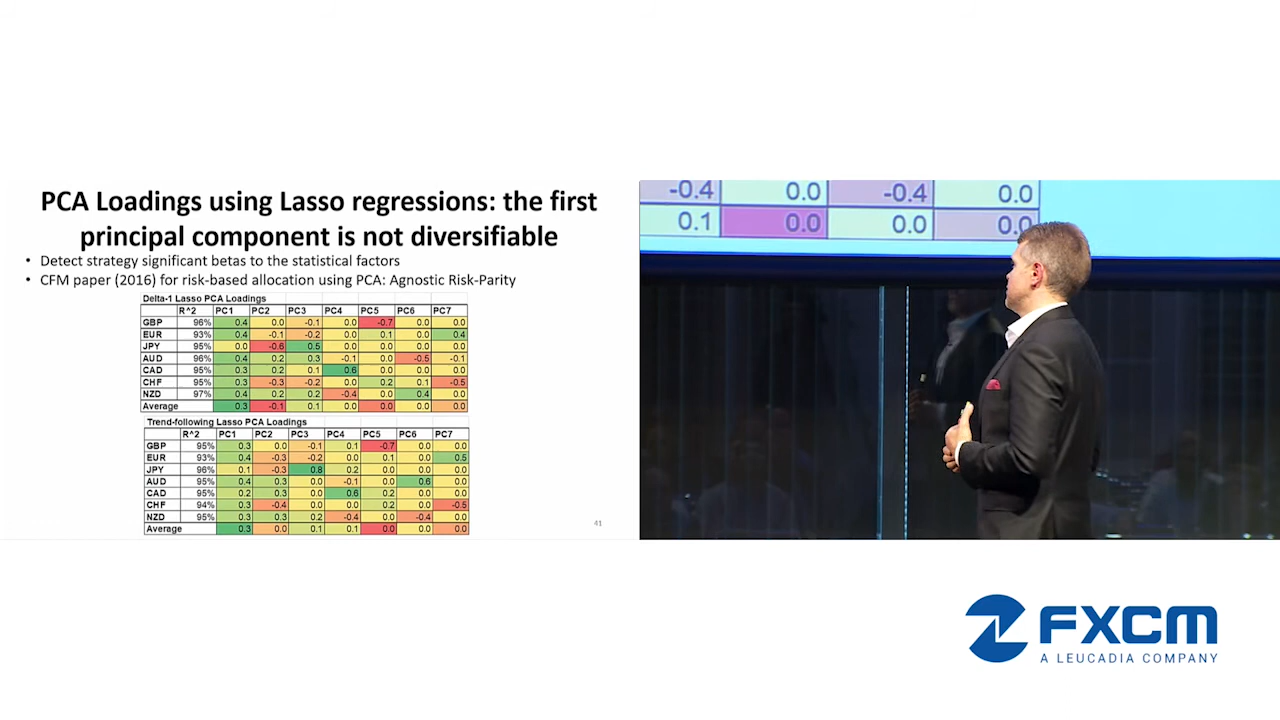 PCA Loadings using Lasso regressions: the first
principal component is not diversifiable
• Detect strategy significant betas to the statistical factors
• CFM paper (2016) for risk-based allocation using PCA: Agnostic Risk-Parity
Delta-1 Lasso PCA Loadings
R^2 PC1 PC2 PC3 PC4 PC5 PC6 PC7
GBP 96% 0.4 0.0 -0.1 0.0 -0.7 0.0 0.0
EUR 93% 0.4 -0.1 -0.2 0.0 0.1 0.0 0.4
JPY 95% 0.0 -0.6 0.5 0.0 0.0 0.0 0.0
AUD 96% 0.4 0.2 0.3 -0.1 0.0 -0.5 -0.1
CAD 95% 0.3 0.2 0.1 0.6 0.0 0.0 0.0
CHF 95% 0.3 -0.3 -0.2 0.0 0.2 0.1 -0.5
NZD 97% 0.4 0.2 0.2 -0.4 0.0 0.4 0.0
Average 0.3 -0.1 0.1 0.0 0.0 0.0 0.0
Trend-following Lasso PCA Loadings
R^2 PC1 PC2 PC3 PC4 PC5 PC6 PC7
GBP 95% 0.3 0.0 -0.1 0.1 -0.7 0.0 0.0
EUR 93% 0.4 -0.3 -0.2 0.0 0.1 0.0 0.5
JPY 96% 0.1 -0.3 0.8 0.2 0.0 0.0 0.0
AUD 95% 0.4 0.3 0.0 -0.1 0.0 0.6 0.0
CAD 95% 0.2 0.3 0.0 0.6 0.2 0.0 0.0
CHF 94% 0.3 -0.4 0.0 0.0 0.2 0.0 -0.5
NZD 95% 0.3 0.3 0.2 -0.4 0.0 -0.4 0.0
Average 0.3 0.0 0.1 0.1 0.0 0.0 0.0
41
-0.4 0.0 -0.4 0.0
0.1 0.0 0.0 0.0
FXCM
A LEUCADIA COMPANY